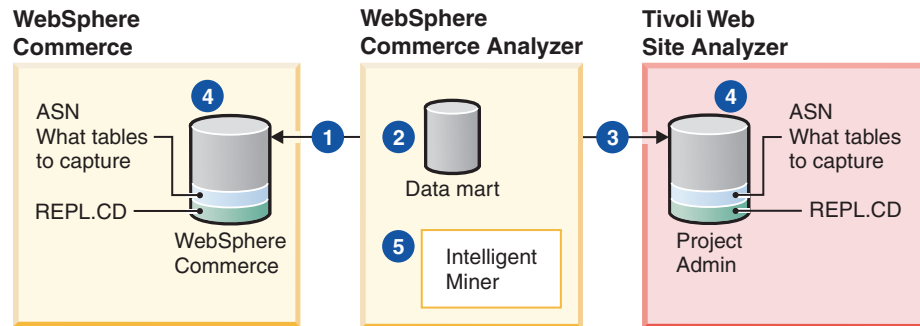 WebSphere
Commerce
WebSphere
Commerce Analyzer
Tivoli Web
Site Analyzer
4
ASN
What tables
to capture
REPL.CD
WebSphere
Commerce
1
2
Data mart
5
Intelligent
Miner
3
4
ASN
What tables
to capture
REPL.CD
Project
Admin